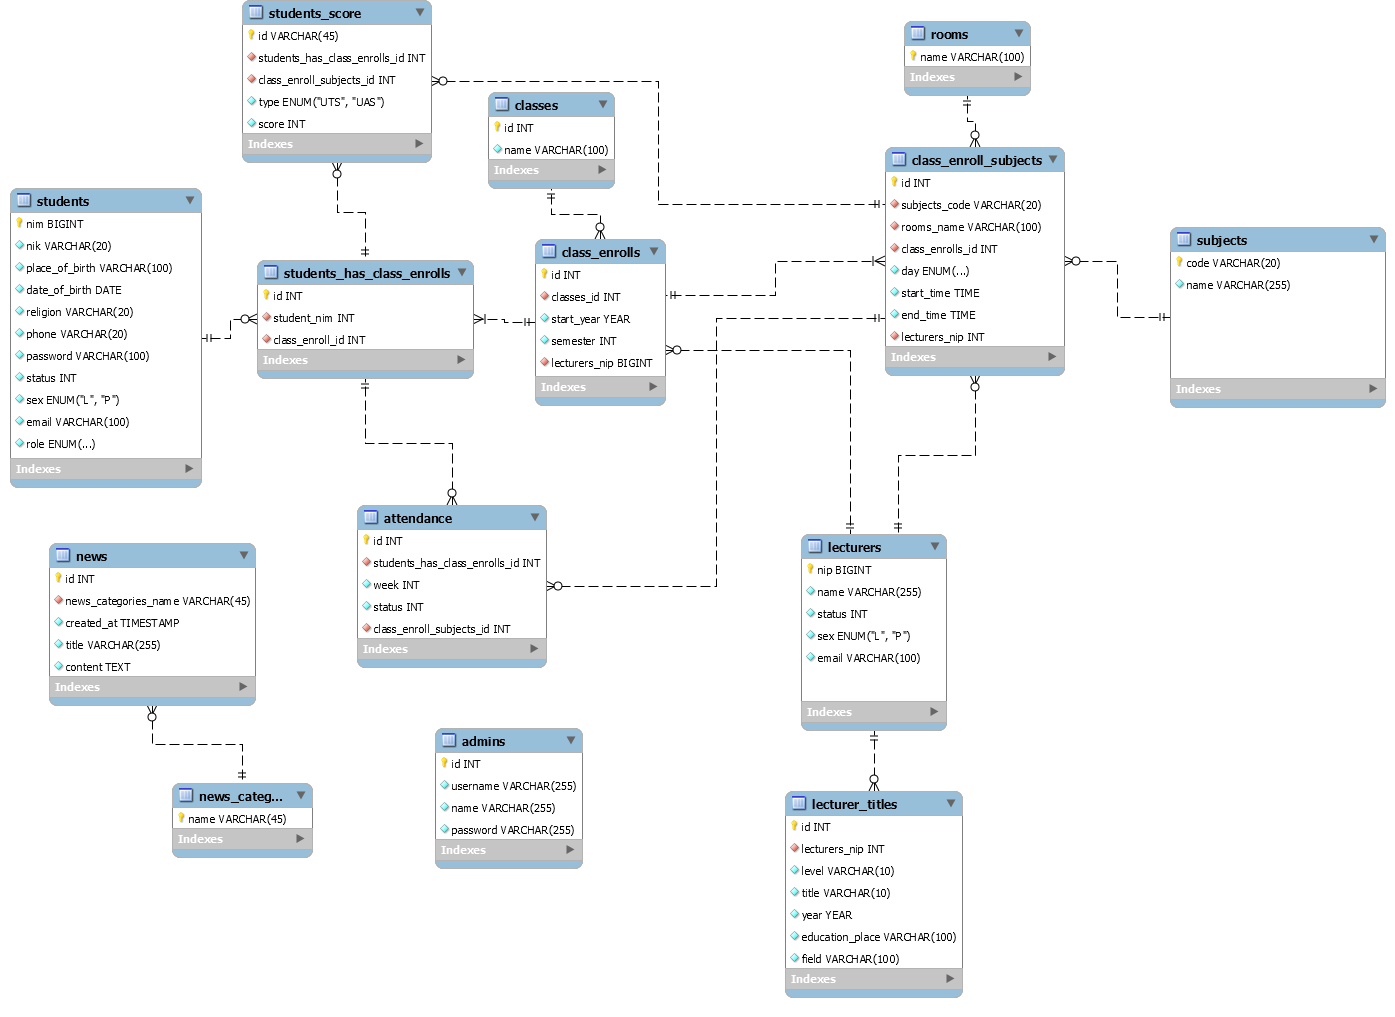 students_score
id VARCHAR(45)
students_has_class_enrolls_id INT
class_enroll_subjects_id INT
type ENUM("UTS", "UAS")
score INT
Indexes
rooms
name VARCHAR(100)
Indexes
classes
id INT
name VARCHAR(100)
Indexes
class_enroll_subjects
id INT
subjects_code VARCHAR(20)
rooms_name VARCHAR(100)
class_enrolls_id INT
day ENUM(...)
start_time TIME
end_time TIME
lecturers_nip INT
Indexes
students
nim BIGINT
nik VARCHAR(20)
place_of_birth VARCHAR(100)
date_of_birth DATE
religion VARCHAR(20)
phone VARCHAR(20)
password VARCHAR(100)
status INT
sex ENUM("L", "P")
email VARCHAR(100)
role ENUM(...)
Indexes
students_has_class_enrolls
id INT
student_nim INT
class_enroll_id INT
Indexes
class_enrolls
id INT
classes_id INT
start_year YEAR
semester INT
lecturers_nip BIGINT
Indexes
subjects
code VARCHAR(20)
name VARCHAR(255)
Indexes
attendance
id INT
students_has_class_enrolls_id INT
week INT
status INT
class_enroll_subjects_id INT
Indexes
news
id INT
news_categories_name VARCHAR(45)
created_at TIMESTAMP
title VARCHAR(255)
content TEXT
Indexes
lecturers
nip BIGINT
name VARCHAR(255)
status INT
sex ENUM("L", "P")
email VARCHAR(100)
Indexes
admins
id INT
username VARCHAR(255)
name VARCHAR(255)
password VARCHAR(255)
Indexes
news_categ...
name VARCHAR(45)
Indexes
lecturer_titles
id INT
lecturers_nip INT
level VARCHAR(10)
title VARCHAR(10)
year YEAR
education_place VARCHAR(100)
field VARCHAR(100)
Indexes